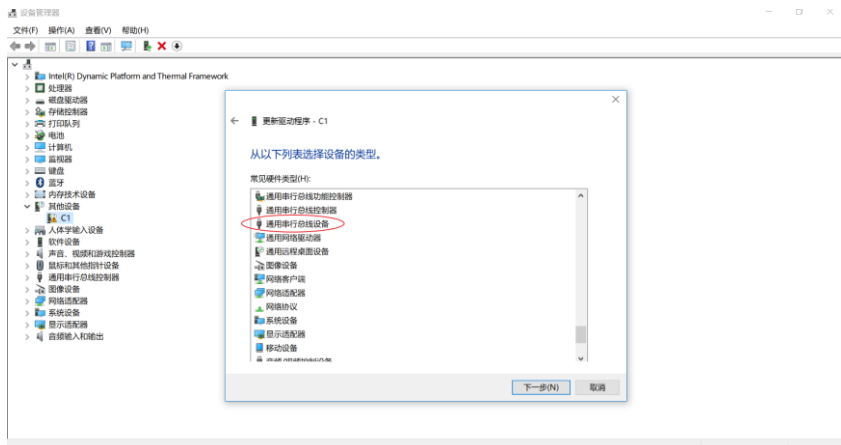 设备管理器
文件(F) 操作(A) 查看(V) 帮助(H)
Intel(R) Dynamic Platform and Thermal Framework
处理器
磁盘驱动器
存储控制器
打印队列
电池
计算机
监视器
键盘
蓝牙
内存技术设备
其他设备
C1
人体学输入设备
软件设备
声音、视频和游戏控制器
鼠标和其他指针设备
通用串行总线控制器
图像设备
网络适配器
系统设备
显示适配器
音频输入和输出
更新驱动程序 - C1
从以下列表选择设备的类型。
常见硬件类型(H):
通用串行总线功能控制器
通用串行总线控制器
通用串行总线设备
通用网络驱动器
通用远程桌面设备
图像设备
网络客户端
网络适配器
网络协议
系统设备
显示适配器
移动设备
下一步(N) 取消